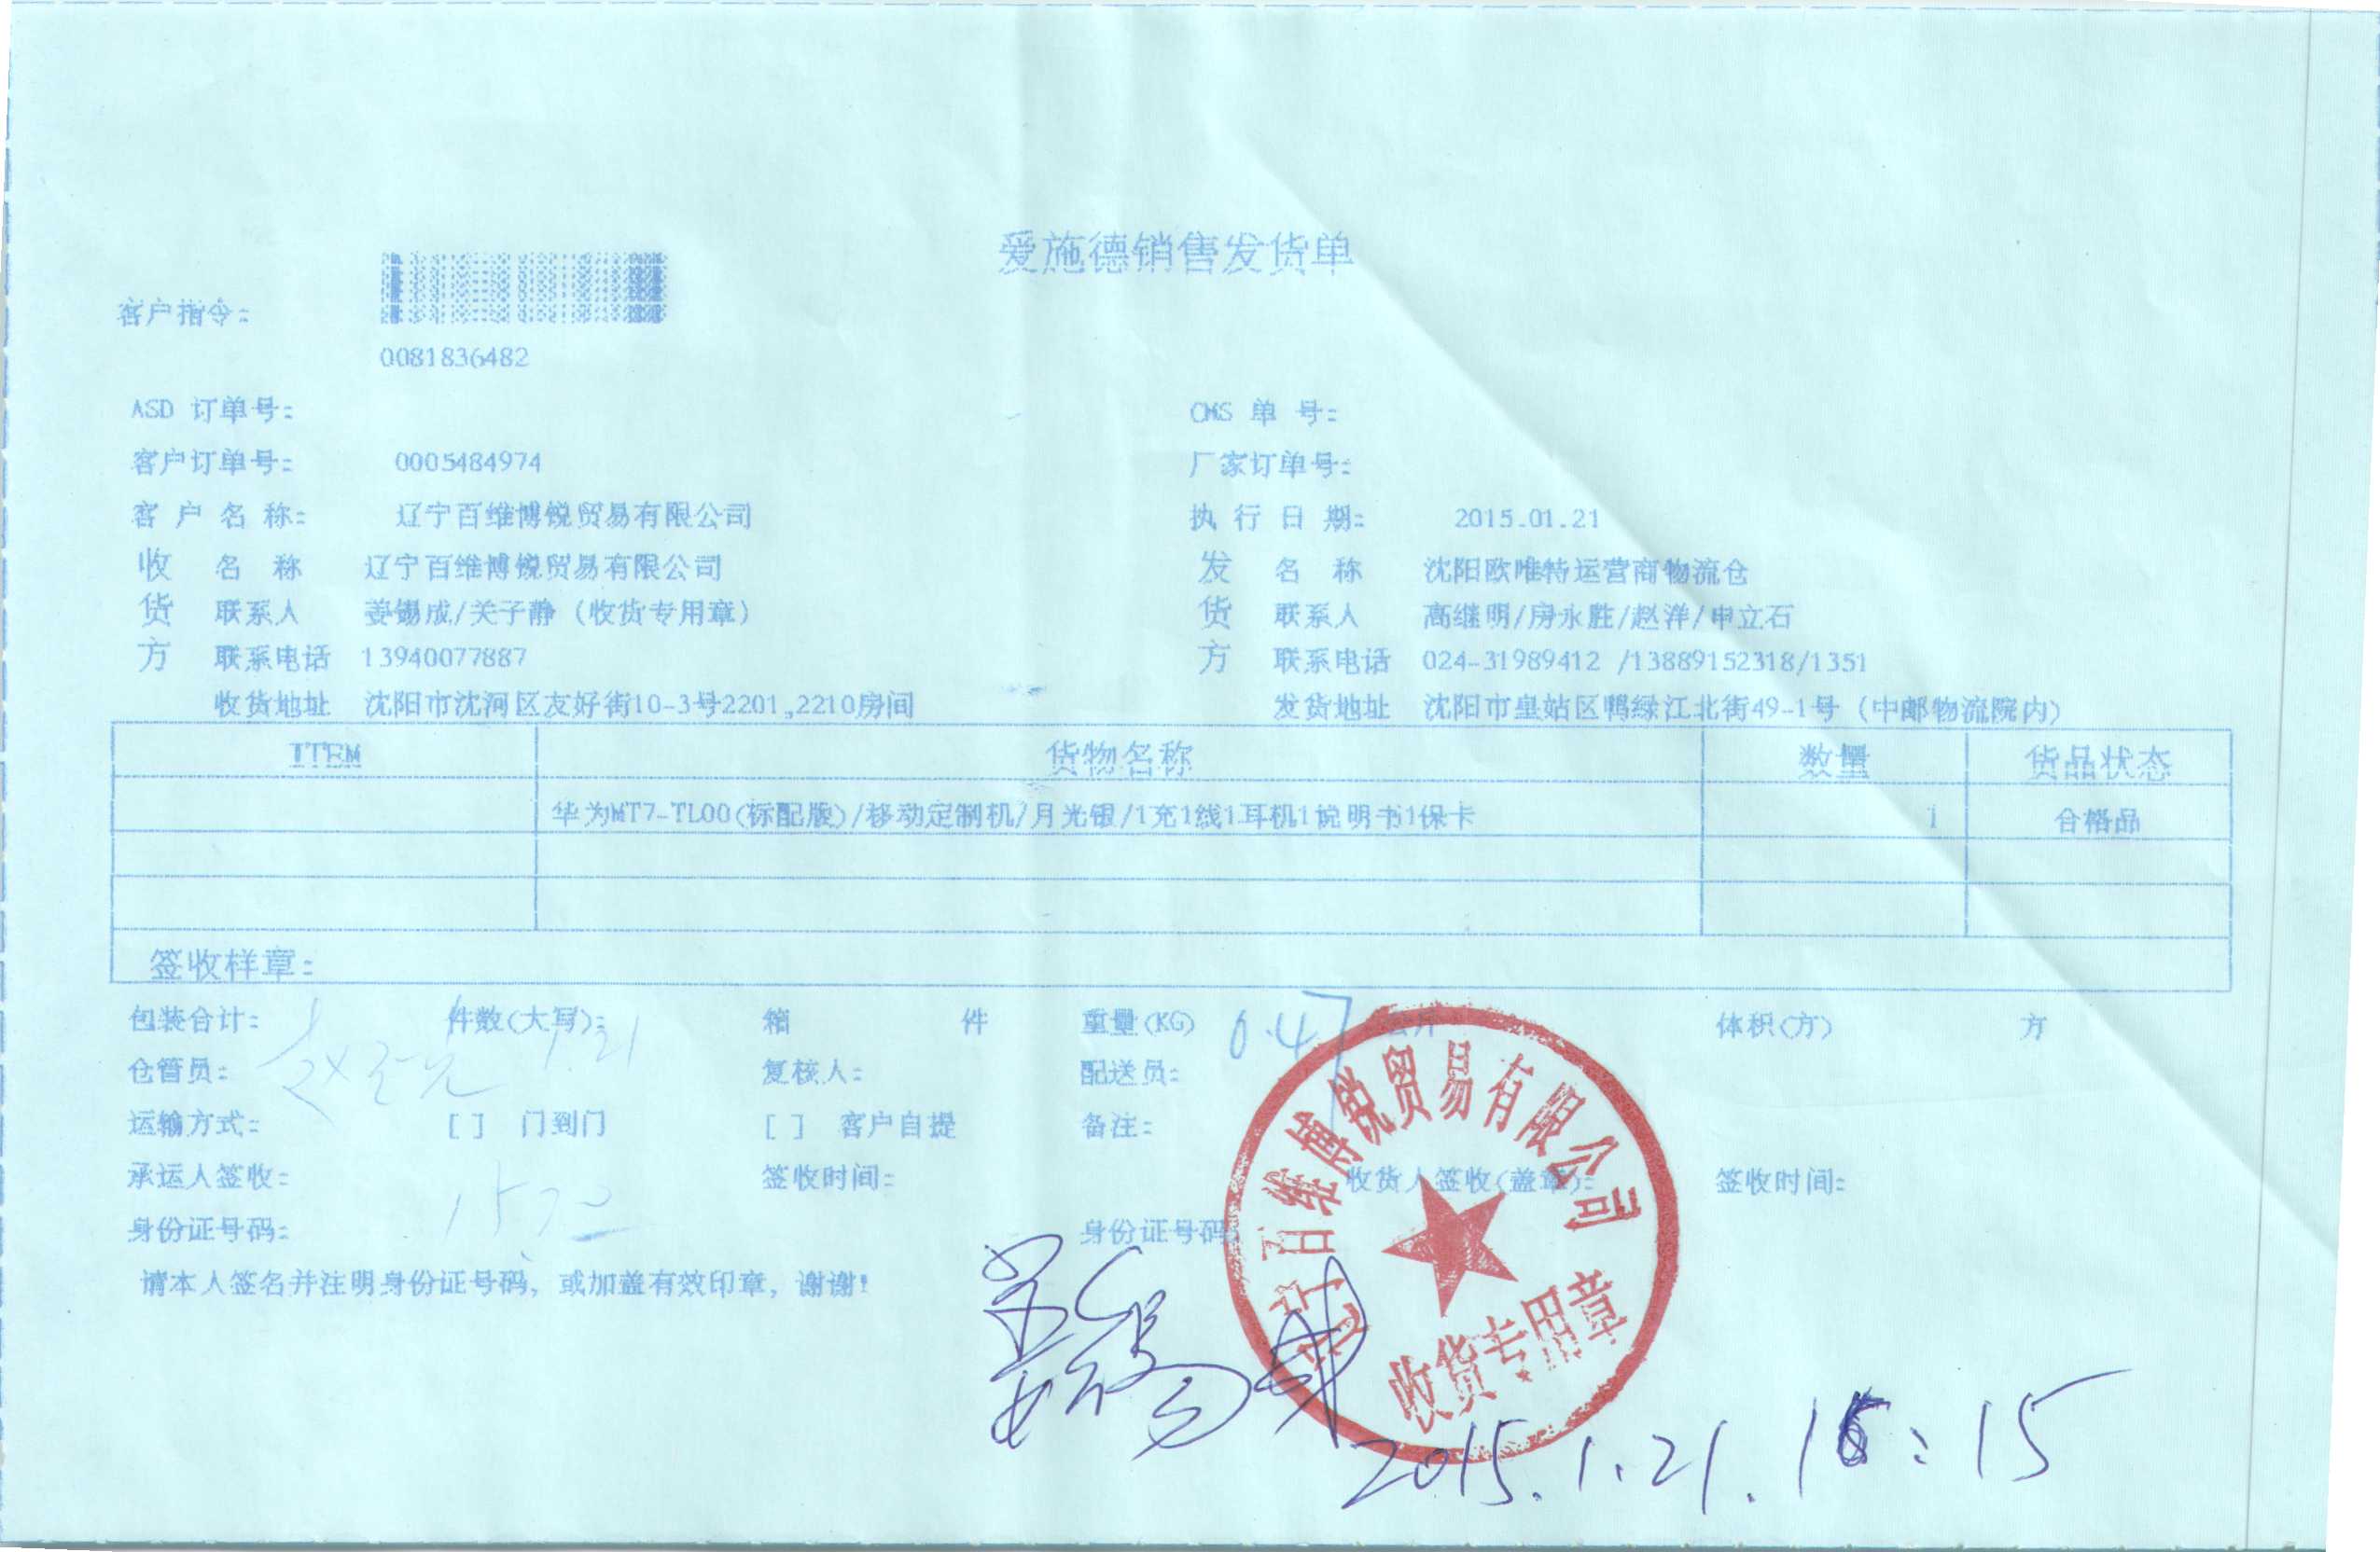 爱施德销售发货单
客户指令:
0081836482
ASD 订单号:
CMS 单 号:
客户订单号: 0005484974
厂家订单号:
客户名称: 辽宁百维博锐贸易有限公司
执行日期: 2015.01.21
收 名称 辽宁百维博锐贸易有限公司
发 名称 沈阳欧唯特运营商物流仓
货 联系人 姜锡成/关子静 (收货专用章)
货 联系人 高继明/房永胜/赵洋/申立石
方 联系电话 13940077887
方 联系电话 024-31989412 /13889152318/1351
收货地址 沈阳市沈河区友好街10-3号2201,2210房间
发货地址 沈阳市皇姑区鸭绿江北街49-1号 (中邮物流院内)
ITEM 货物名称 数量 货品状态
华为MT7-TL00(标配版)/移动定制机/月光银/1充1线1耳机1说明书1保卡 1 合格品
签收样章:
包装合计: 件数(大写): 箱 件 重量(KG) 0.47 公斤 体积(方) 方
1.21
仓管员: 复核人: 配送员:
运输方式: [ ] 门到门 [ ] 客户自提 备注:
承运人签收: 签收时间: 收货人签收(盖章): 签收时间:
身份证号码: 身份证号码:
请本人签名并注明身份证号码, 或加盖有效印章, 谢谢!
辽宁百维博锐贸易有限公司
收货专用章
姜锡成
2015.1.21. 16:15